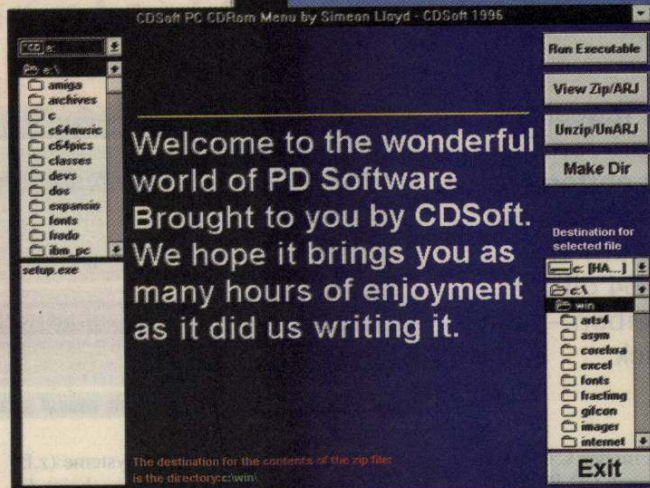 CDSoft PC CDRom Menu by Simeon Lloyd - CDSoft 1996
e:
e:\
amiga
archives
c
c64music
c64pics
classes
devs
dos
expansio
fonts
frodo
ibm_pc
setup.exe
Welcome to the wonderful
world of PD Software
Brought to you by CDSoft.
We hope it brings you as
many hours of enjoyment
as it did us writing it.
The destination for the contents of the zip file:
is the directory:c:\win\
Run Executable
View Zip/ARJ
Unzip/UnARJ
Make Dir
Destination for
selected file
c: [HA...]
c:\
win
arts4
asym
corelxra
excel
fonts
fractimg
gifcon
imager
internet
Exit